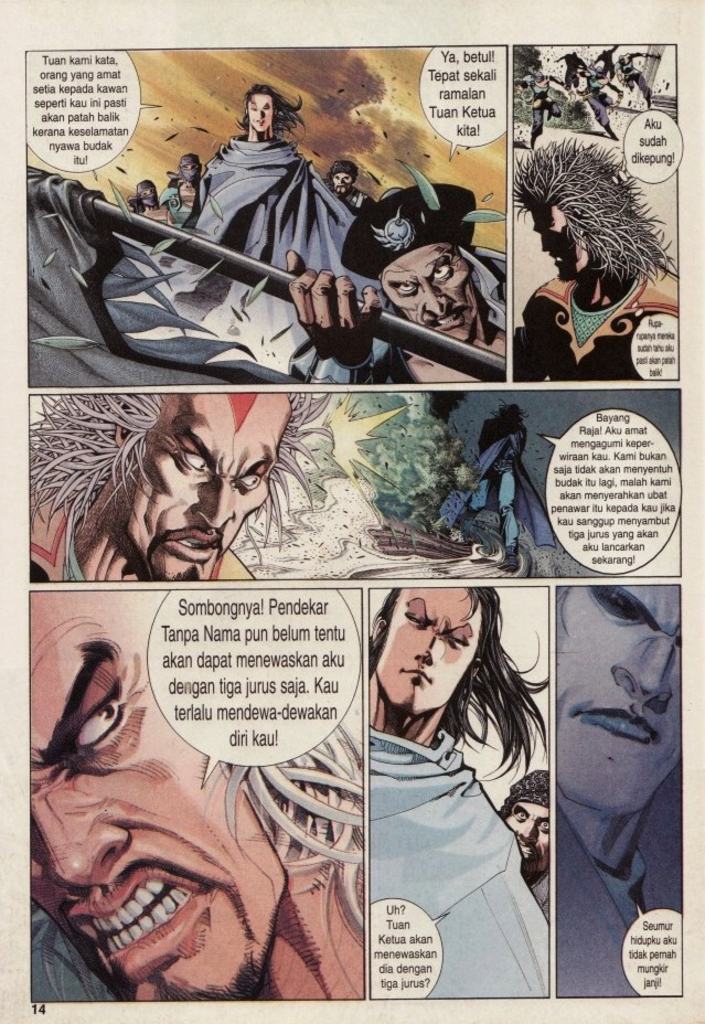 Tuan kami kata,
orang yang amat
setia kepada kawan
seperti kau ini pasti
akan patah balik
kerana keselamatan
nyawa budak
itu!
Ya, betul!
Tepat sekali
ramalan
Tuan Ketua
kita!
Aku
sudah
dikepung!
Rupa-
rupanya mereka
sudah tahu aku
pasti akan patah
balik!
Bayang
Raja! Aku amat
mengagumi keper-
wiraan kau. Kami bukan
saja tidak akan menyentuh
budak itu lagi, malah kami
akan menyerahkan ubat
penawar itu kepada kau jika
kau sanggup menyambut
tiga jurus yang akan
aku lancarkan
sekarang!
Sombongnya! Pendekar
Tanpa Nama pun belum tentu
akan dapat menewaskan aku
dengan tiga jurus saja. Kau
terlalu mendewa-dewakan
diri kau!
Uh?
Tuan
Ketua akan
menewaskan
dia dengan
tiga jurus?
Seumur
hidupku aku
tidak pernah
mungkir
janji!
14